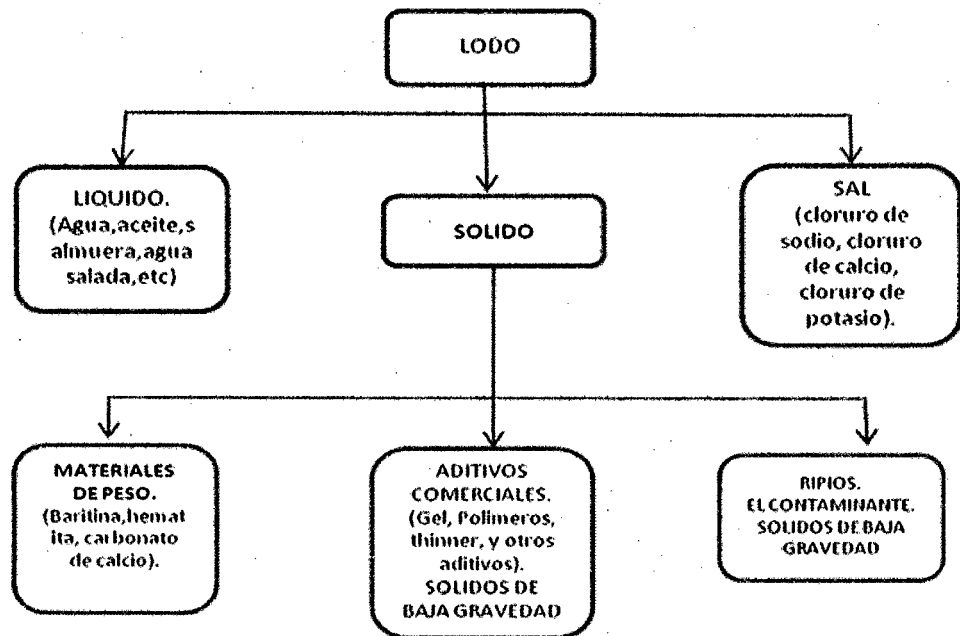 LODO
LIQUIDO.
(Agua,aceite,s
almuera,agua
salada,etc)
SOLIDO
SAL
(cloruro de
sodio, cloruro
de calcio,
cloruro de
potasio).
MATERIALES
DE PESO.
(Baritina,hemat
ita, carbonato
de calcio).
ADITIVOS
COMERCIALES.
(Gel, Polimeros,
thinner, y otros
aditivos).
SOLIDOS DE
BAJA GRAVEDAD
RIPIOS.
EL CONTAMINANTE.
SOLIDOS DE BAJA
GRAVEDAD